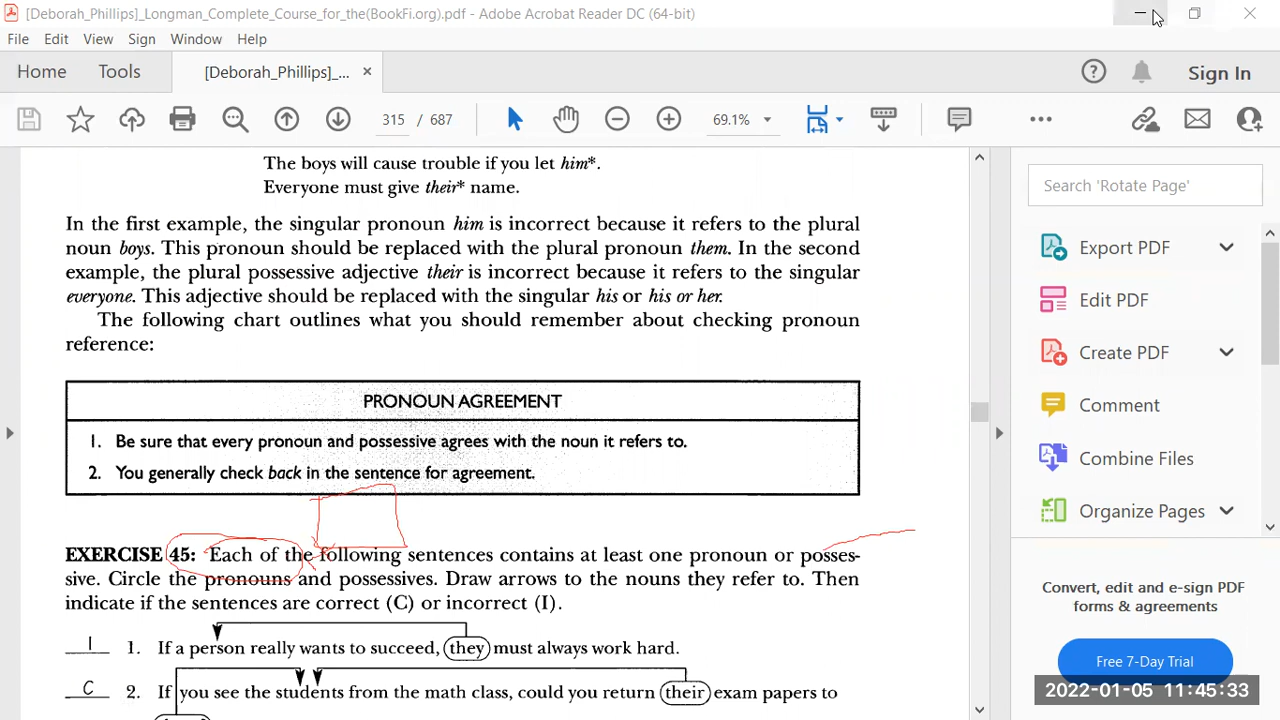 [Deborah_Phillips]_Longman_Complete_Course_for_the(BookFi.org).pdf - Adobe Acrobat Reader DC (64-bit)
File Edit View Sign Window Help
Home Tools [Deborah_Phillips]_... × Sign In
315 / 687 69.1%
The boys will cause trouble if you let him*.
Everyone must give their* name.
In the first example, the singular pronoun him is incorrect because it refers to the plural
noun boys. This pronoun should be replaced with the plural pronoun them. In the second
example, the plural possessive adjective their is incorrect because it refers to the singular
everyone. This adjective should be replaced with the singular his or his or her.
The following chart outlines what you should remember about checking pronoun
reference:
PRONOUN AGREEMENT
1. Be sure that every pronoun and possessive agrees with the noun it refers to.
2. You generally check back in the sentence for agreement.
EXERCISE 45: Each of the following sentences contains at least one pronoun or posses-
sive. Circle the pronouns and possessives. Draw arrows to the nouns they refer to. Then
indicate if the sentences are correct (C) or incorrect (I).
I 1. If a person really wants to succeed, they must always work hard.
C 2. If you see the students from the math class, could you return their exam papers to
Search 'Rotate Page'
Export PDF
Edit PDF
Create PDF
Comment
Combine Files
Organize Pages
Convert, edit and e-sign PDF
forms & agreements
Free 7-Day Trial
2022-01-05 11:45:33